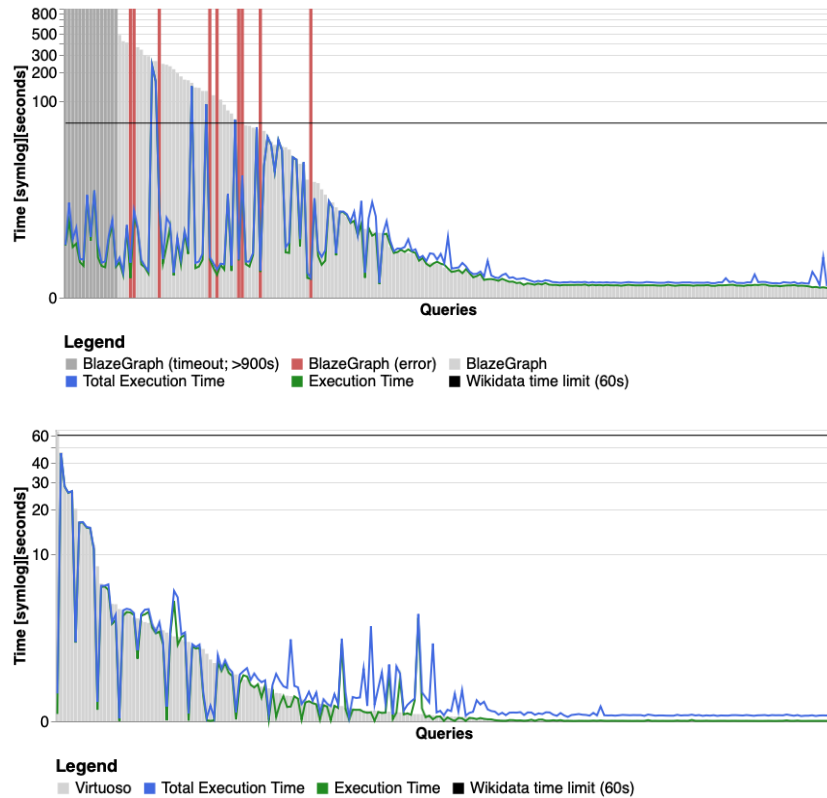 800
500
300
200
100
0
Time [symlog][seconds]
Queries
Legend
BlazeGraph (timeout; >900s) BlazeGraph (error) BlazeGraph
Total Execution Time Execution Time Wikidata time limit (60s)
60
40
30
20
10
0
Time [symlog][seconds]
Queries
Legend
Virtuoso Total Execution Time Execution Time Wikidata time limit (60s)